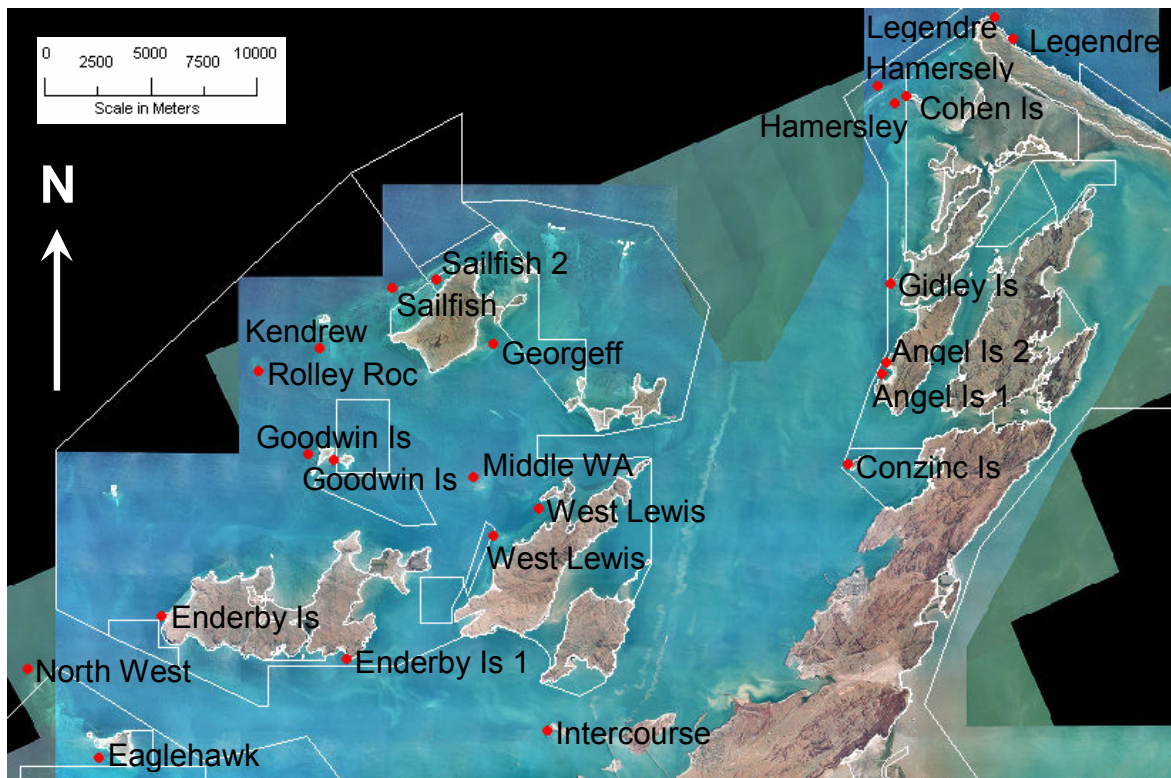 Legendre
Legendre
0 5000 10000
2500 7500
Scale in Meters
Hamersely
Cohen Is
Hamersley
N
Sailfish 2
Sailfish
Gidley Is
Kendrew
Georgeff
Angel Is 2
Rolley Roc
Angel Is 1
Goodwin Is
Goodwin Is
Middle WA
Conzinc Is
West Lewis
West Lewis
Enderby Is
Enderby Is 1
North West
Intercourse
Eaglehawk